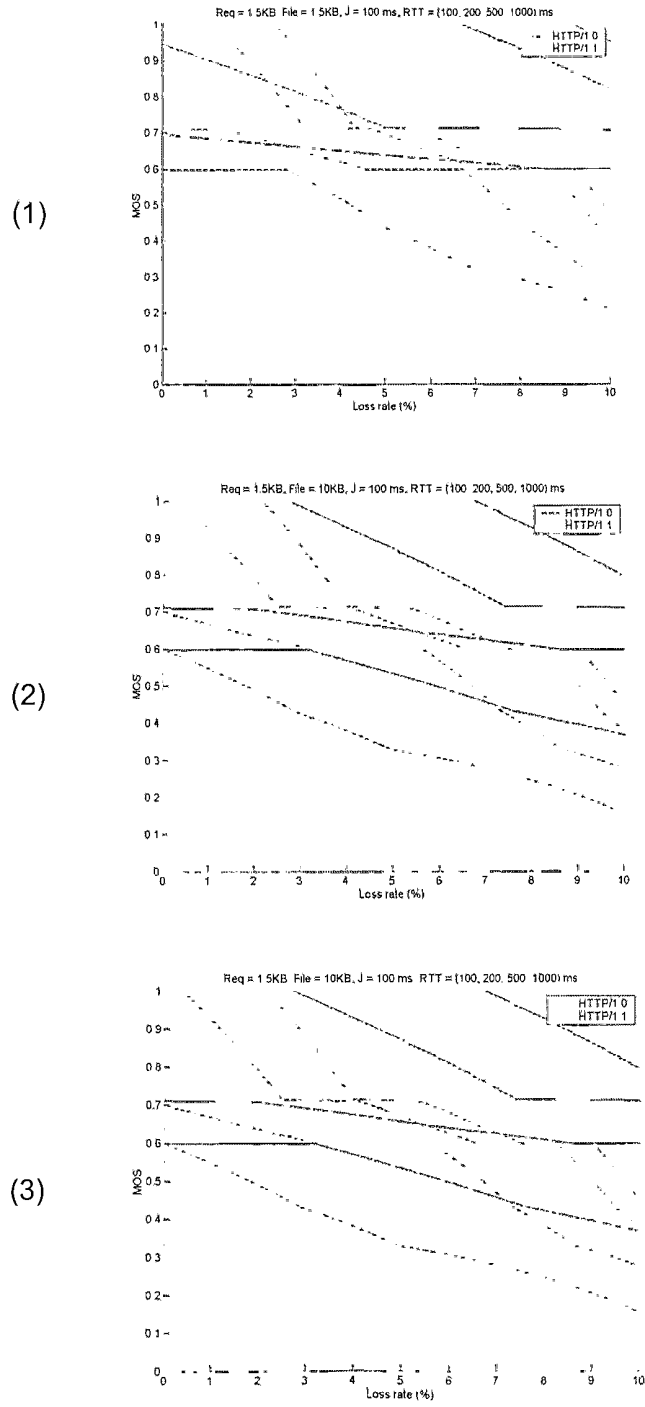 Req = 1.5KB File = 1.5KB, J = 100 ms, RTT = (100, 200, 500 1000) ms
HTTP/1 0
HTTP/1 1
1
0.9
0.8
0.7
0.6
0.5
0.4
0.3
0.2
0.1
0
MOS
(1)
0 1 2 3 4 5 6 7 8 9 10
Loss rate (%)
Req = 1.5KB, File = 10KB, J = 100 ms, RTT = (100 200, 500, 1000) ms
HTTP/1 0
HTTP/1 1
1
0.9
0.8
0.7
0.6
0.5
0.4
0.3
0.2
0.1
0
MOS
(2)
0 1 2 3 4 5 6 7 8 9 10
Loss rate (%)
Req = 1 5KB File = 10KB, J = 100 ms RTT = (100, 200, 500 1000) ms
HTTP/1 0
HTTP/1 1
1
0.9
0.8
0.7
0.6
0.5
0.4
0.3
0.2
0.1
0
MOS
(3)
0 1 2 3 4 5 6 7 8 9 10
Loss rate (%)